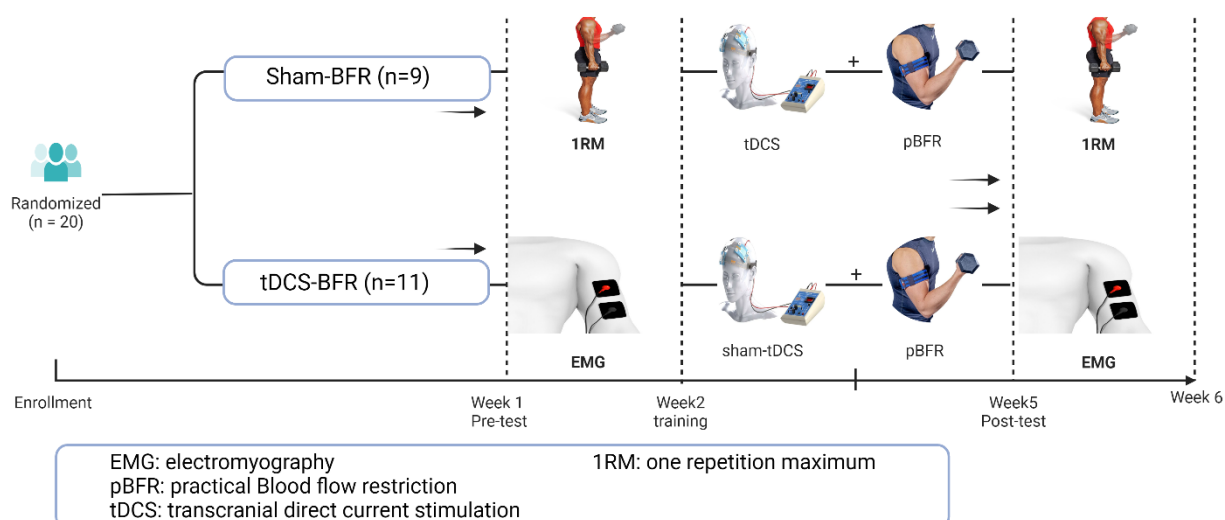 Sham-BFR (n=9)
1RM
tDCS
+
pBFR
1RM
Randomized
(n = 20)
tDCS-BFR (n=11)
EMG
sham-tDCS
+
pBFR
EMG
Enrollment
Week 1
Pre-test
Week2
training
Week5
Post-test
Week 6
EMG: electromyography
1RM: one repetition maximum
pBFR: practical Blood flow restriction
tDCS: transcranial direct current stimulation